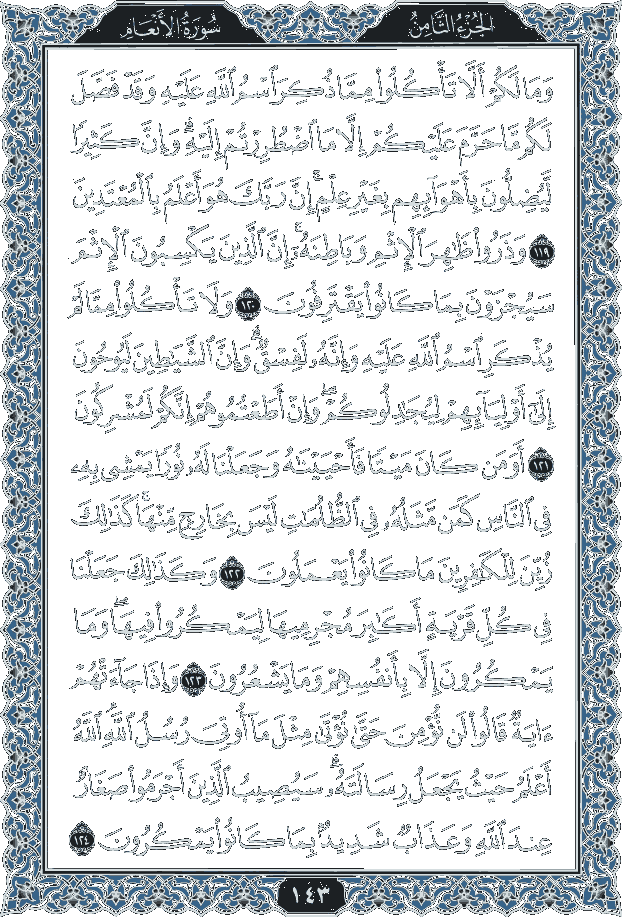 الجزء الثامن
سورة الأنعام
وَمَا لَكُمْ أَلَّا تَأْكُلُوا۟ مِمَّا ذُكِرَ ٱسْمُ ٱللَّهِ عَلَيْهِ وَقَدْ فَصَّلَ
لَكُم مَّا حَرَّمَ عَلَيْكُمْ إِلَّا مَا ٱضْطُرِرْتُمْ إِلَيْهِ ۗ وَإِنَّ كَثِيرًا
لَّيُضِلُّونَ بِأَهْوَآئِهِم بِغَيْرِ عِلْمٍ ۗ إِنَّ رَبَّكَ هُوَ أَعْلَمُ بِٱلْمُعْتَدِينَ
١١٩ وَذَرُوا۟ ظَٰهِرَ ٱلْإِثْمِ وَبَاطِنَهُۥٓ ۚ إِنَّ ٱلَّذِينَ يَكْسِبُونَ ٱلْإِثْمَ
سَيُجْزَوْنَ بِمَا كَانُوا۟ يَقْتَرِفُونَ ١٢٠ وَلَا تَأْكُلُوا۟ مِمَّا لَمْ
يُذْكَرِ ٱسْمُ ٱللَّهِ عَلَيْهِ وَإِنَّهُۥ لَفِسْقٌ ۗ وَإِنَّ ٱلشَّيَٰطِينَ لَيُوحُونَ
إِلَىٰٓ أَوْلِيَآئِهِمْ لِيُجَٰدِلُوكُمْ ۖ وَإِنْ أَطَعْتُمُوهُمْ إِنَّكُمْ لَمُشْرِكُونَ
١٢١ أَوَمَن كَانَ مَيْتًا فَأَحْيَيْنَٰهُ وَجَعَلْنَا لَهُۥ نُورًا يَمْشِى بِهِۦ
فِى ٱلنَّاسِ كَمَن مَّثَلُهُۥ فِى ٱلظُّلُمَٰتِ لَيْسَ بِخَارِجٍ مِّنْهَا ۚ كَذَٰلِكَ
زُيِّنَ لِلْكَٰفِرِينَ مَا كَانُوا۟ يَعْمَلُونَ ١٢٢ وَكَذَٰلِكَ جَعَلْنَا
فِى كُلِّ قَرْيَةٍ أَكَٰبِرَ مُجْرِمِيهَا لِيَمْكُرُوا۟ فِيهَا ۖ وَمَا
يَمْكُرُونَ إِلَّا بِأَنفُسِهِمْ وَمَا يَشْعُرُونَ ١٢٣ وَإِذَا جَآءَتْهُمْ
ءَايَةٌ قَالُوا۟ لَن نُّؤْمِنَ حَتَّىٰ نُؤْتَىٰ مِثْلَ مَآ أُوتِىَ رُسُلُ ٱللَّهِ ۘ ٱللَّهُ
أَعْلَمُ حَيْثُ يَجْعَلُ رِسَالَتَهُۥ ۗ سَيُصِيبُ ٱلَّذِينَ أَجْرَمُوا۟ صَغَارٌ
عِندَ ٱللَّهِ وَعَذَابٌ شَدِيدٌۢ بِمَا كَانُوا۟ يَمْكُرُونَ ١٢٤
١٤٣